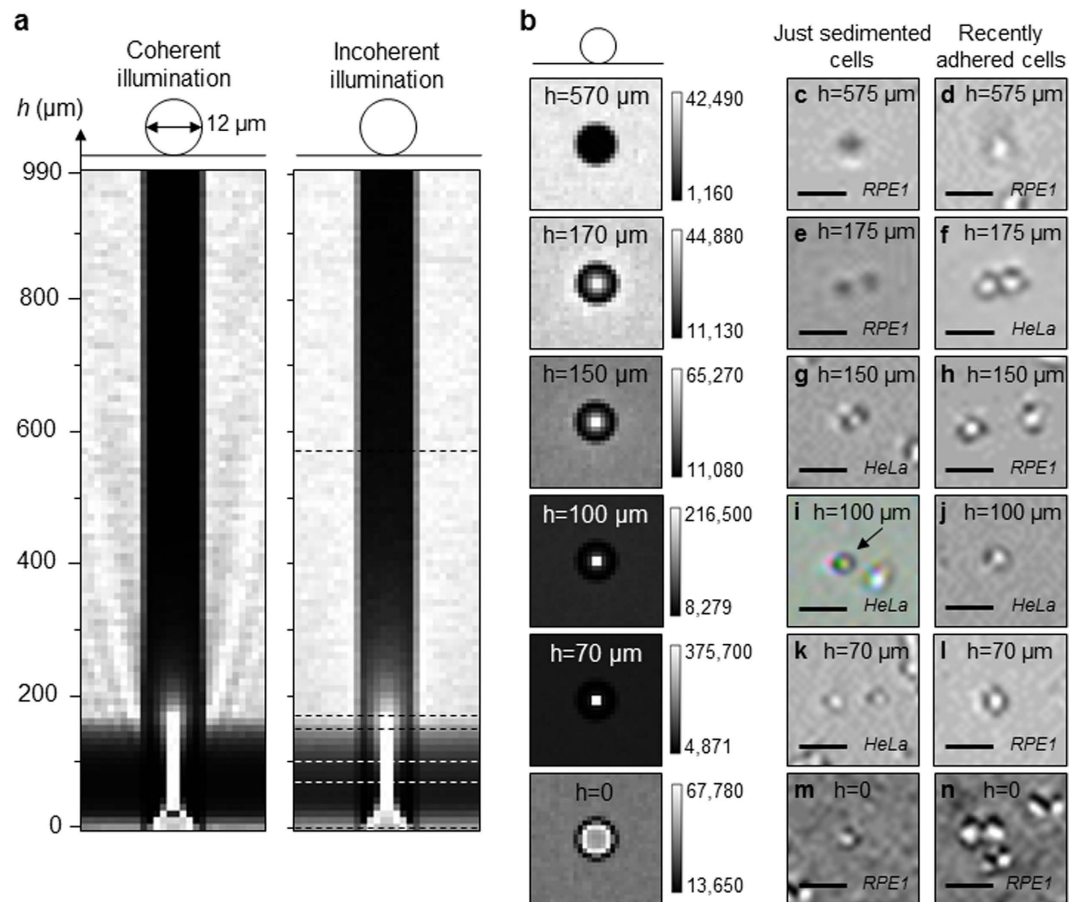 a
Coherent
illumination
Incoherent
illumination
h (μm)
12 μm
990
800
600
400
200
0
b
h=570 μm
42,490
1,160
h=170 μm
44,880
11,130
h=150 μm
65,270
11,080
h=100 μm
216,500
8,279
h=70 μm
375,700
4,871
h=0
67,780
13,650
Just sedimented
cells
Recently
adhered cells
c h=575 μm
RPE1
d h=575 μm
RPE1
e h=175 μm
RPE1
f h=175 μm
HeLa
g h=150 μm
HeLa
h h=150 μm
RPE1
i h=100 μm
HeLa
j h=100 μm
HeLa
k h=70 μm
HeLa
l h=70 μm
RPE1
m h=0
RPE1
n h=0
RPE1